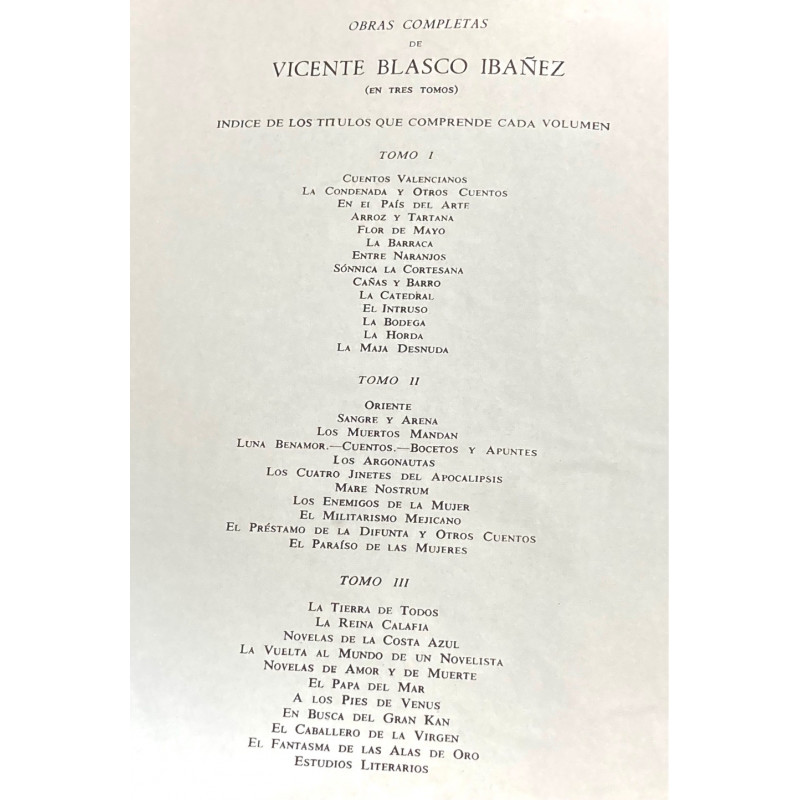 OBRAS COMPLETAS
DE
VICENTE BLASCO IBAÑEZ
(EN TRES TOMOS)
INDICE DE LOS TITULOS QUE COMPRENDE CADA VOLUMEN
TOMO I
CUENTOS VALENCIANOS
LA CONDENADA Y OTROS CUENTOS
EN EL PAÍS DEL ARTE
ARROZ Y TARTANA
FLOR DE MAYO
LA BARRACA
ENTRE NARANJOS
SÓNNICA LA CORTESANA
CAÑAS Y BARRO
LA CATEDRAL
EL INTRUSO
LA BODEGA
LA HORDA
LA MAJA DESNUDA
TOMO II
ORIENTE
SANGRE Y ARENA
LOS MUERTOS MANDAN
LUNA BENAMOR.—CUENTOS.—BOCETOS Y APUNTES
LOS ARGONAUTAS
LOS CUATRO JINETES DEL APOCALIPSIS
MARE NOSTRUM
LOS ENEMIGOS DE LA MUJER
EL MILITARISMO MEJICANO
EL PRÉSTAMO DE LA DIFUNTA Y OTROS CUENTOS
EL PARAÍSO DE LAS MUJERES
TOMO III
LA TIERRA DE TODOS
LA REINA CALAFIA
NOVELAS DE LA COSTA AZUL
LA VUELTA AL MUNDO DE UN NOVELISTA
NOVELAS DE AMOR Y DE MUERTE
EL PAPA DEL MAR
A LOS PIES DE VENUS
EN BUSCA DEL GRAN KAN
EL CABALLERO DE LA VIRGEN
EL FANTASMA DE LAS ALAS DE ORO
ESTUDIOS LITERARIOS